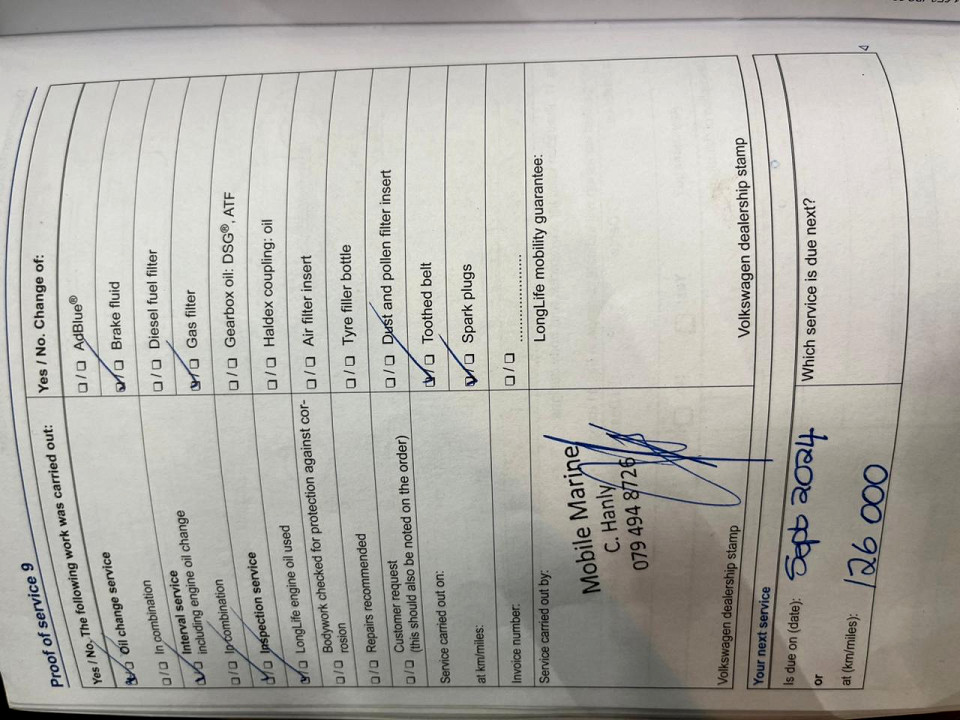 Proof of service 9
Yes / No. The following work was carried out:
☑/☐ Oil change service
☐/☐ In combination
☑/☐ Interval service
including engine oil change
☐/☐ In combination
☑/☐ Inspection service
☑/☐ LongLife engine oil used
☐/☐ Bodywork checked for protection against cor-
rosion
☐/☐ Repairs recommended
☐/☐ Customer request
(this should also be noted on the order)
Service carried out on:
at km/miles:
Invoice number:
Service carried out by:
Mobile Marine
C. Hanly
079 494 8726
Volkswagen dealership stamp
Yes / No. Change of:
☐/☐ AdBlue®
☑/☐ Brake fluid
☐/☐ Diesel fuel filter
☑/☐ Gas filter
☐/☐ Gearbox oil: DSG®, ATF
☐/☐ Haldex coupling: oil
☐/☐ Air filter insert
☐/☐ Tyre filler bottle
☐/☐ Dust and pollen filter insert
☑/☐ Toothed belt
☑/☐ Spark plugs
☐/☐ ....................
LongLife mobility guarantee:
Volkswagen dealership stamp
Your next service
Is due on (date): Sept 2024
or
at (km/miles): 126 000
Which service is due next?